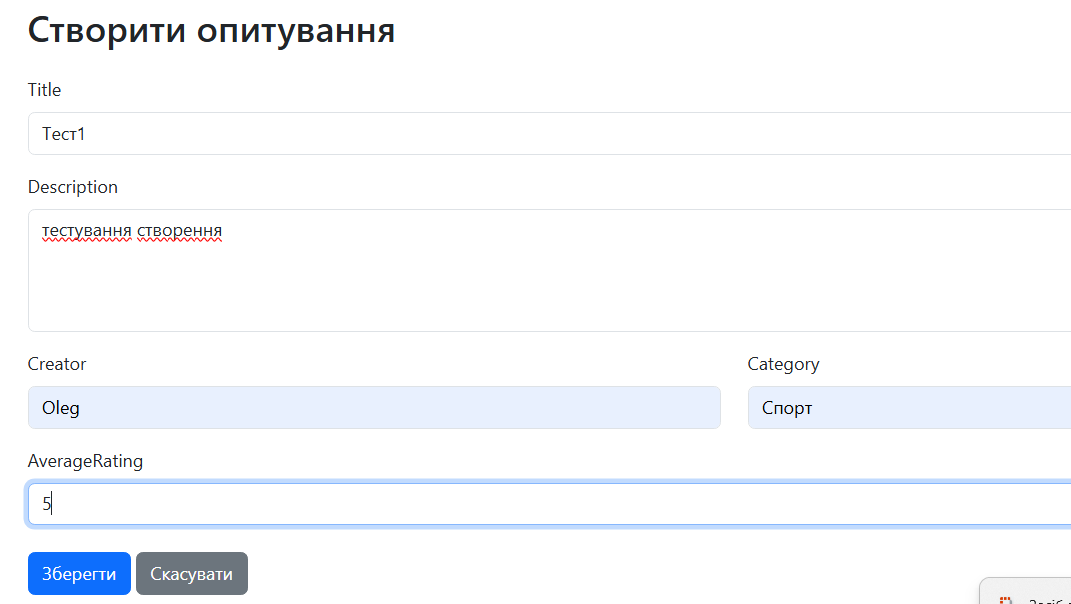 Створити опитування
Title
Тест1
Description
тестування створення
Creator
Category
Oleg
Спорт
AverageRating
5
Зберегти
Скасувати